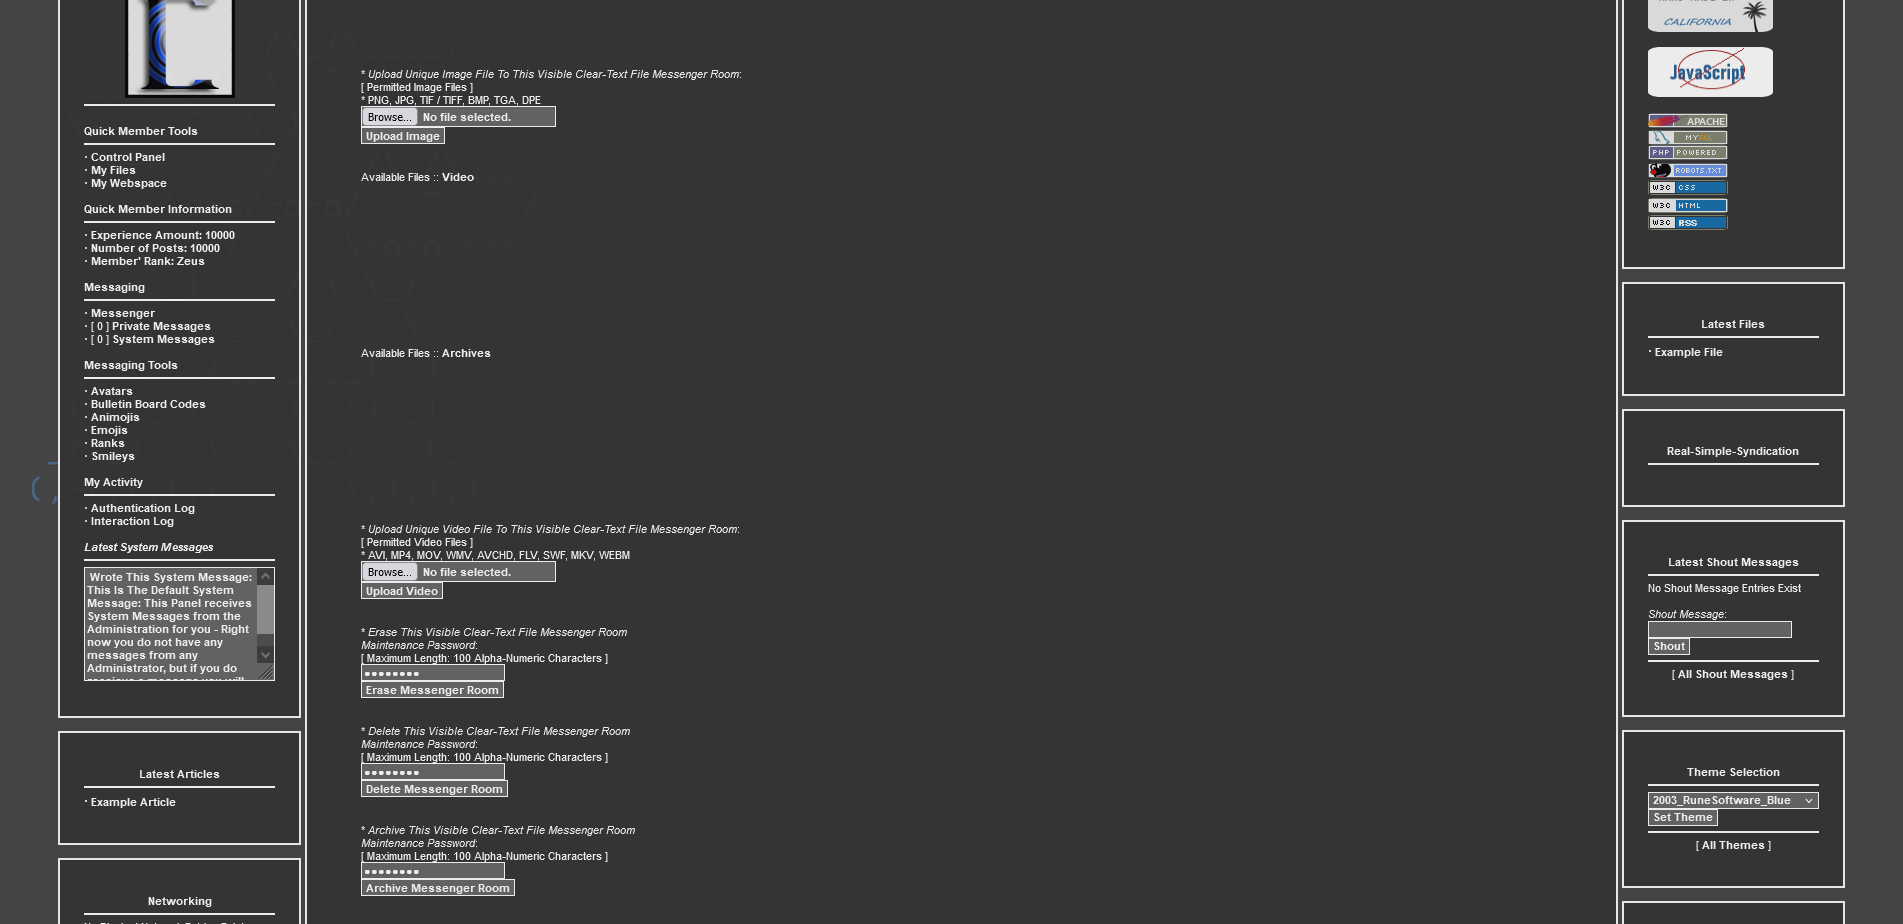 Quick Member Tools
· Control Panel
· My Files
· My Webspace
Quick Member Information
· Experience Amount: 10000
· Number of Posts: 10000
· Member' Rank: Zeus
Messaging
· Messenger
· [ 0 ] Private Messages
· [ 0 ] System Messages
Messaging Tools
· Avatars
· Bulletin Board Codes
· Animojis
· Emojis
· Ranks
· Smileys
My Activity
· Authentication Log
· Interaction Log
Latest System Messages
Wrote This System Message:
This Is The Default System
Message: This Panel receives
System Messages from the
Administration for you - Right
now you do not have any
messages from any
Administrator, but if you do
Latest Articles
· Example Article
Networking
* Upload Unique Image File To This Visible Clear-Text File Messenger Room:
[ Permitted Image Files ]
* PNG, JPG, TIF / TIFF, BMP, TGA, DPE
Browse... No file selected.
Upload Image
Available Files :: Video
Available Files :: Archives
* Upload Unique Video File To This Visible Clear-Text File Messenger Room:
[ Permitted Video Files ]
* AVI, MP4, MOV, WMV, AVCHD, FLV, SWF, MKV, WEBM
Browse... No file selected.
Upload Video
* Erase This Visible Clear-Text File Messenger Room
Maintenance Password:
[ Maximum Length: 100 Alpha-Numeric Characters ]
••••••••
Erase Messenger Room
* Delete This Visible Clear-Text File Messenger Room
Maintenance Password:
[ Maximum Length: 100 Alpha-Numeric Characters ]
••••••••
Delete Messenger Room
* Archive This Visible Clear-Text File Messenger Room
Maintenance Password:
[ Maximum Length: 100 Alpha-Numeric Characters ]
••••••••
Archive Messenger Room
CALIFORNIA
JavaScript
APACHE
MYSQL
PHP POWERED
ROBOTS.TXT
W3C CSS
W3C HTML
W3C RSS
Latest Files
· Example File
Real-Simple-Syndication
Latest Shout Messages
No Shout Message Entries Exist
Shout Message:
Shout
[ All Shout Messages ]
Theme Selection
2003_RuneSoftware_Blue
Set Theme
[ All Themes ]